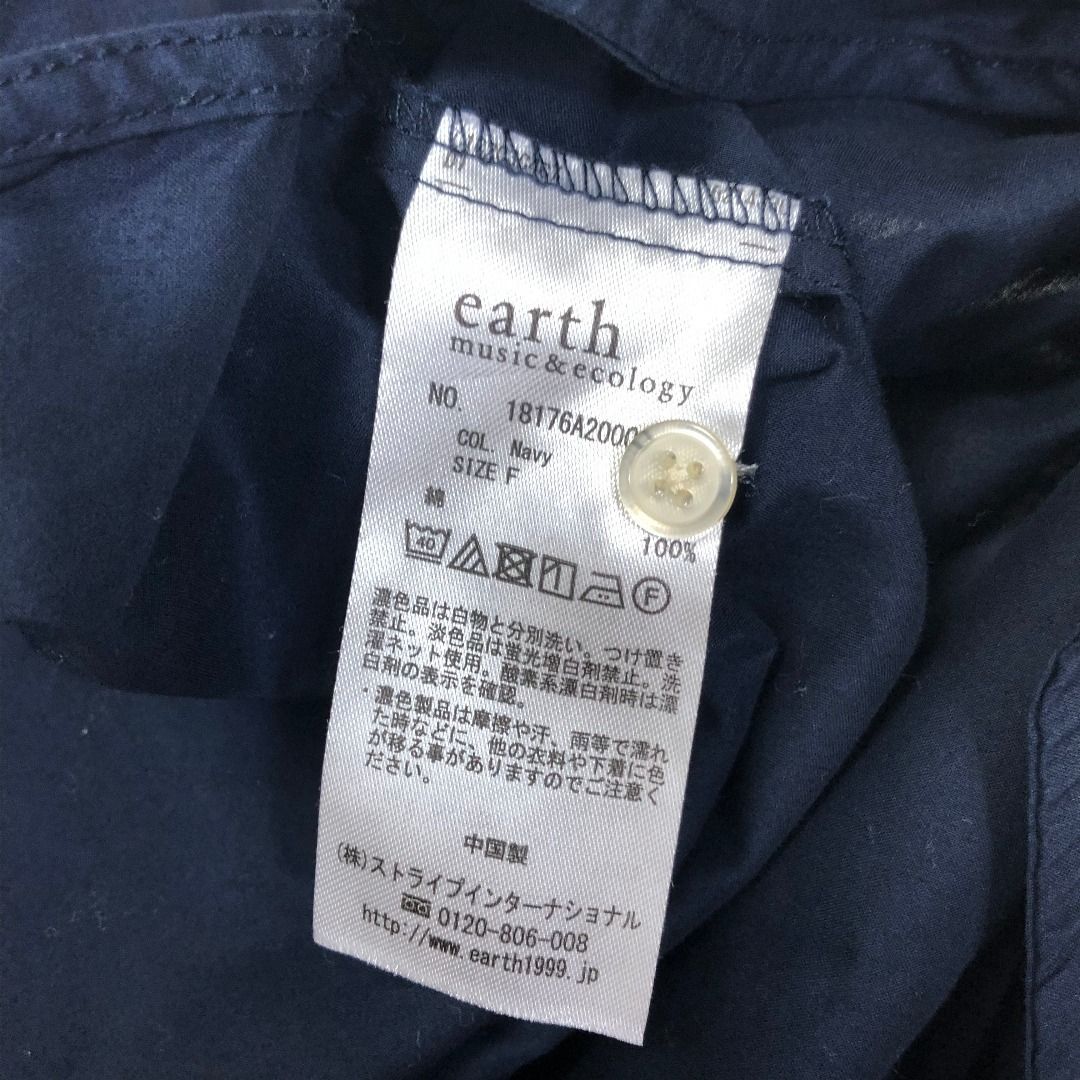 earth
music&ecology
NO. 18176A2000
COL. Navy
SIZE F
綿 100%
40 F
濃色品は白物と分別洗い。つけ置き
禁止。淡色品は蛍光増白剤禁止。洗
濯ネット使用。酸素系漂白剤時は漂
白剤の表示を確認。
・濃色製品は摩擦や汗、雨等で濡れ
た時などに、他の衣料や下着に色
が移る事がありますのでご注意く
ださい。
中国製
(株)ストライプインターナショナル
0120-806-008
http://www.earth1999.jp